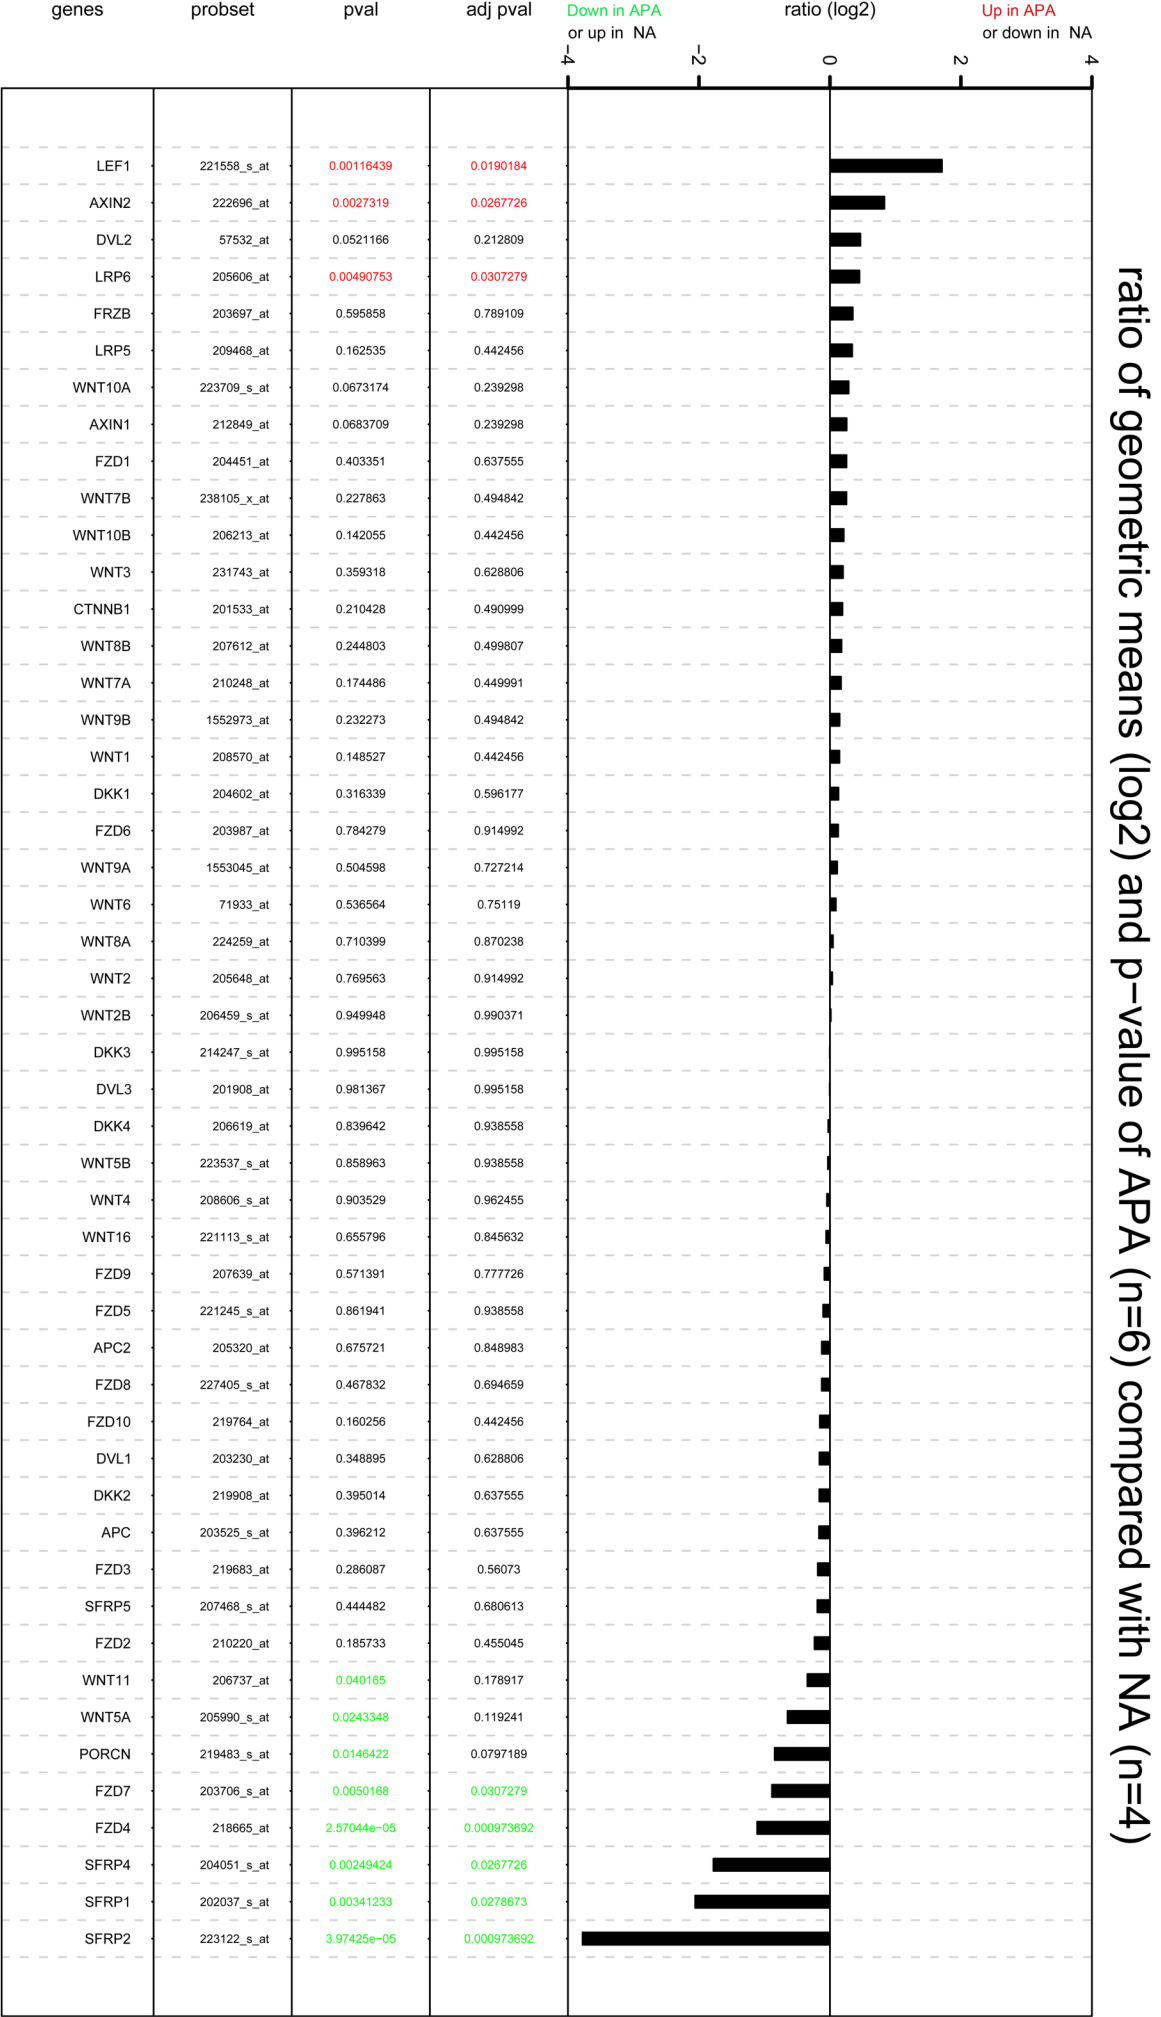 genes probset pval adj pval Down in APA ratio (log2) Up in APA
or up in NA or down in NA
−4 −2 0 2 4
LEF1 221558_s_at 0.00116439 0.0190184
AXIN2 222696_at 0.0027319 0.0267726
DVL2 57532_at 0.0521166 0.212809
LRP6 205606_at 0.00490753 0.0307279
FRZB 203697_at 0.595858 0.789109
LRP5 209468_at 0.162535 0.442456
WNT10A 223709_s_at 0.0673174 0.239298
AXIN1 212849_at 0.0683709 0.239298
FZD1 204451_at 0.403351 0.637555
WNT7B 238105_x_at 0.227863 0.494842
WNT10B 206213_at 0.142055 0.442456
WNT3 231743_at 0.359318 0.628806
CTNNB1 201533_at 0.210428 0.490999
WNT8B 207612_at 0.244803 0.499807
WNT7A 210248_at 0.174486 0.449991
WNT9B 1552973_at 0.232273 0.494842
WNT1 208570_at 0.148527 0.442456
DKK1 204602_at 0.316339 0.596177
FZD6 203987_at 0.784279 0.914992
WNT9A 1553045_at 0.504598 0.727214
WNT6 71933_at 0.536564 0.75119
WNT8A 224259_at 0.710399 0.870238
WNT2 205648_at 0.769563 0.914992
WNT2B 206459_s_at 0.949948 0.990371
DKK3 214247_s_at 0.995158 0.995158
DVL3 201908_at 0.981367 0.995158
DKK4 206619_at 0.839642 0.938558
WNT5B 223537_s_at 0.858963 0.938558
WNT4 208606_s_at 0.903529 0.962455
WNT16 221113_s_at 0.655796 0.845632
FZD9 207639_at 0.571391 0.777726
FZD5 221245_s_at 0.861941 0.938558
APC2 205320_at 0.675721 0.848983
FZD8 227405_s_at 0.467832 0.694659
FZD10 219764_at 0.160256 0.442456
DVL1 203230_at 0.348895 0.628806
DKK2 219908_at 0.395014 0.637555
APC 203525_s_at 0.396212 0.637555
FZD3 219683_at 0.286087 0.56073
SFRP5 207468_s_at 0.444482 0.680613
FZD2 210220_at 0.185733 0.455045
WNT11 206737_at 0.040165 0.178917
WNT5A 205990_s_at 0.0243348 0.119241
PORCN 219483_s_at 0.0146422 0.0797189
FZD7 203706_s_at 0.0050168 0.0307279
FZD4 218665_at 2.57044e−05 0.000973692
SFRP4 204051_s_at 0.00249424 0.0267726
SFRP1 202037_s_at 0.00341233 0.0278673
SFRP2 223122_s_at 3.97425e−05 0.000973692
ratio of geometric means (log2) and p−value of APA (n=6) compared with NA (n=4)